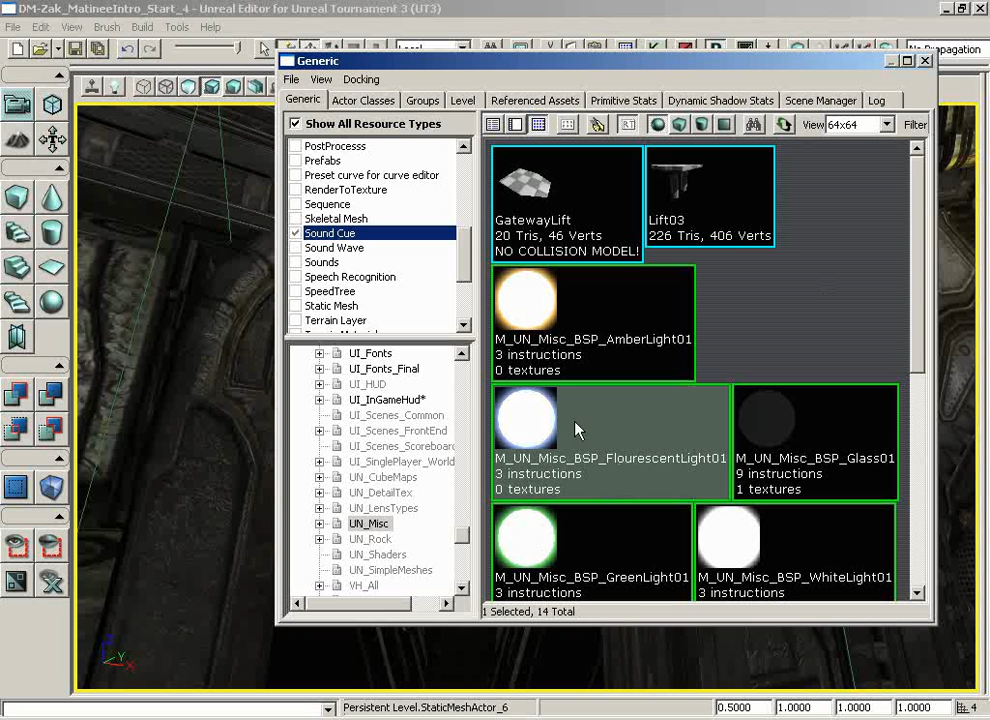 DM-Zak_MatineeIntro_Start_4 - Unreal Editor for Unreal Tournament 3 (UT3)
File Edit View Brush Build Tools Help
No Propagation
Generic
File View Docking
Generic Actor Classes Groups Level Referenced Assets Primitive Stats Dynamic Shadow Stats Scene Manager Log
Show All Resource Types
View 64x64 Filter
PostProcesss
Prefabs
Preset curve for curve editor
RenderToTexture
Sequence
Skeletal Mesh
Sound Cue
Sound Wave
Sounds
Speech Recognition
SpeedTree
Static Mesh
Terrain Layer
UI_Fonts
UI_Fonts_Final
UI_HUD
UI_InGameHud*
UI_Scenes_Common
UI_Scenes_FrontEnd
UI_Scenes_Scoreboar
UI_SinglePlayer_World
UN_CubeMaps
UN_DetailTex
UN_LensTypes
UN_Misc
UN_Rock
UN_Shaders
UN_SimpleMeshes
VH_All
GatewayLift
20 Tris, 46 Verts
NO COLLISION MODEL!
Lift03
226 Tris, 406 Verts
M_UN_Misc_BSP_AmberLight01
3 instructions
0 textures
M_UN_Misc_BSP_FlourescentLight01
3 instructions
0 textures
M_UN_Misc_BSP_Glass01
9 instructions
1 textures
M_UN_Misc_BSP_GreenLight01
3 instructions
M_UN_Misc_BSP_WhiteLight01
3 instructions
1 Selected, 14 Total
Z
Y
X
Persistent Level.StaticMeshActor_6
0.5000 1.0000 1.0000 1.0000 4